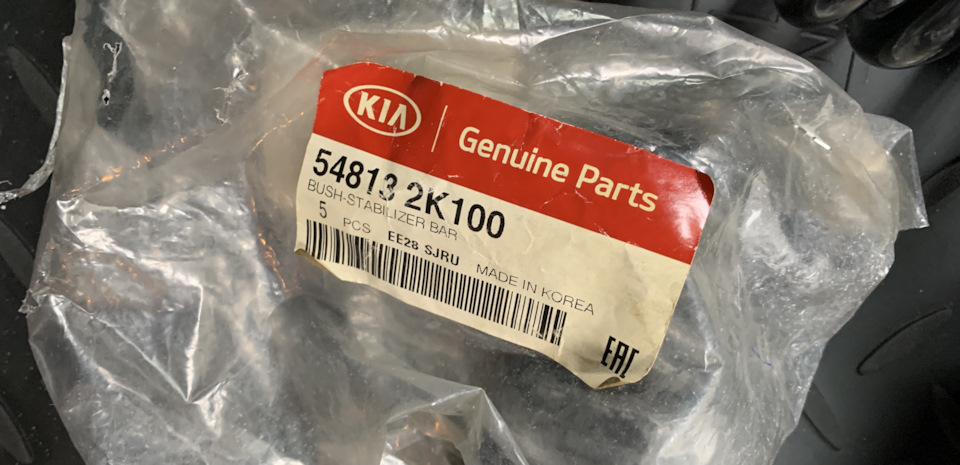 KIA Genuine Parts
54813 2K100
BUSH-STABILIZER BAR
5 PCS EE28 SJRU MADE IN KOREA
EAC